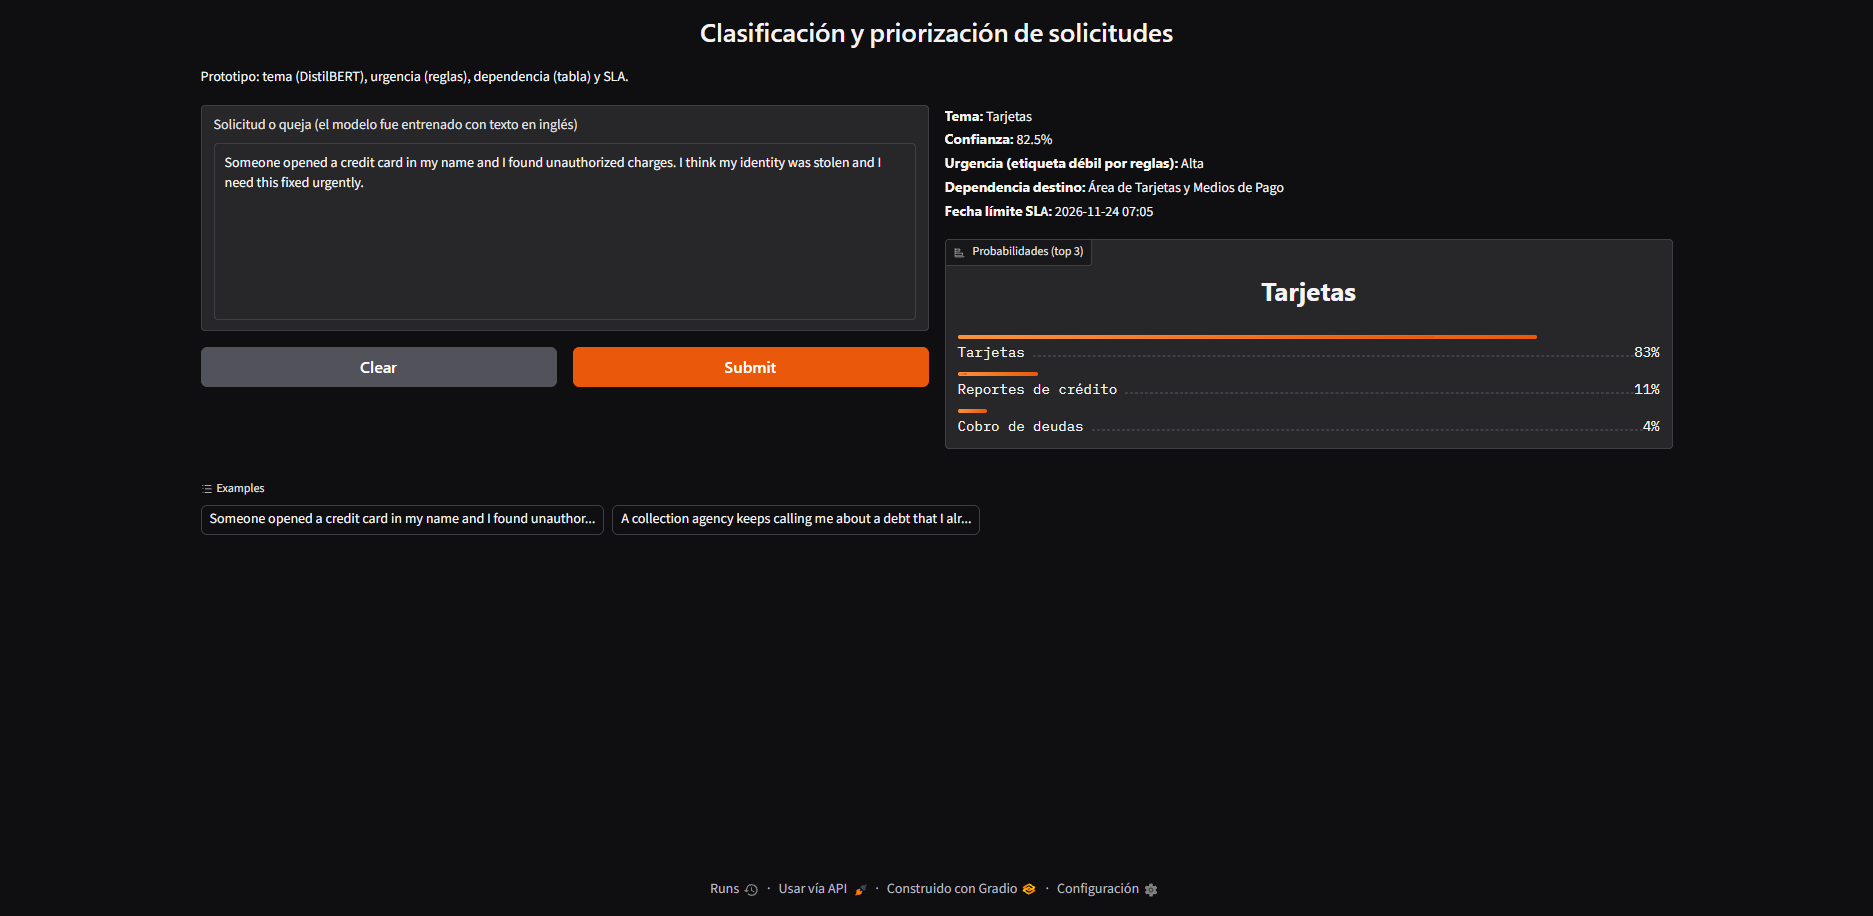 Clasificación y priorización de solicitudes
Prototipo: tema (DistilBERT), urgencia (reglas), dependencia (tabla) y SLA.
Solicitud o queja (el modelo fue entrenado con texto en inglés)
Someone opened a credit card in my name and I found unauthorized charges. I think my identity was stolen and I
need this fixed urgently.
Clear
Submit
Tema: Tarjetas
Confianza: 82.5%
Urgencia (etiqueta débil por reglas): Alta
Dependencia destino: Área de Tarjetas y Medios de Pago
Fecha límite SLA: 2026-11-24 07:05
Probabilidades (top 3)
Tarjetas
Tarjetas 83%
Reportes de crédito 11%
Cobro de deudas 4%
Examples
Someone opened a credit card in my name and I found unauthor...
A collection agency keeps calling me about a debt that I alr...
Runs · Usar vía API · Construido con Gradio · Configuración